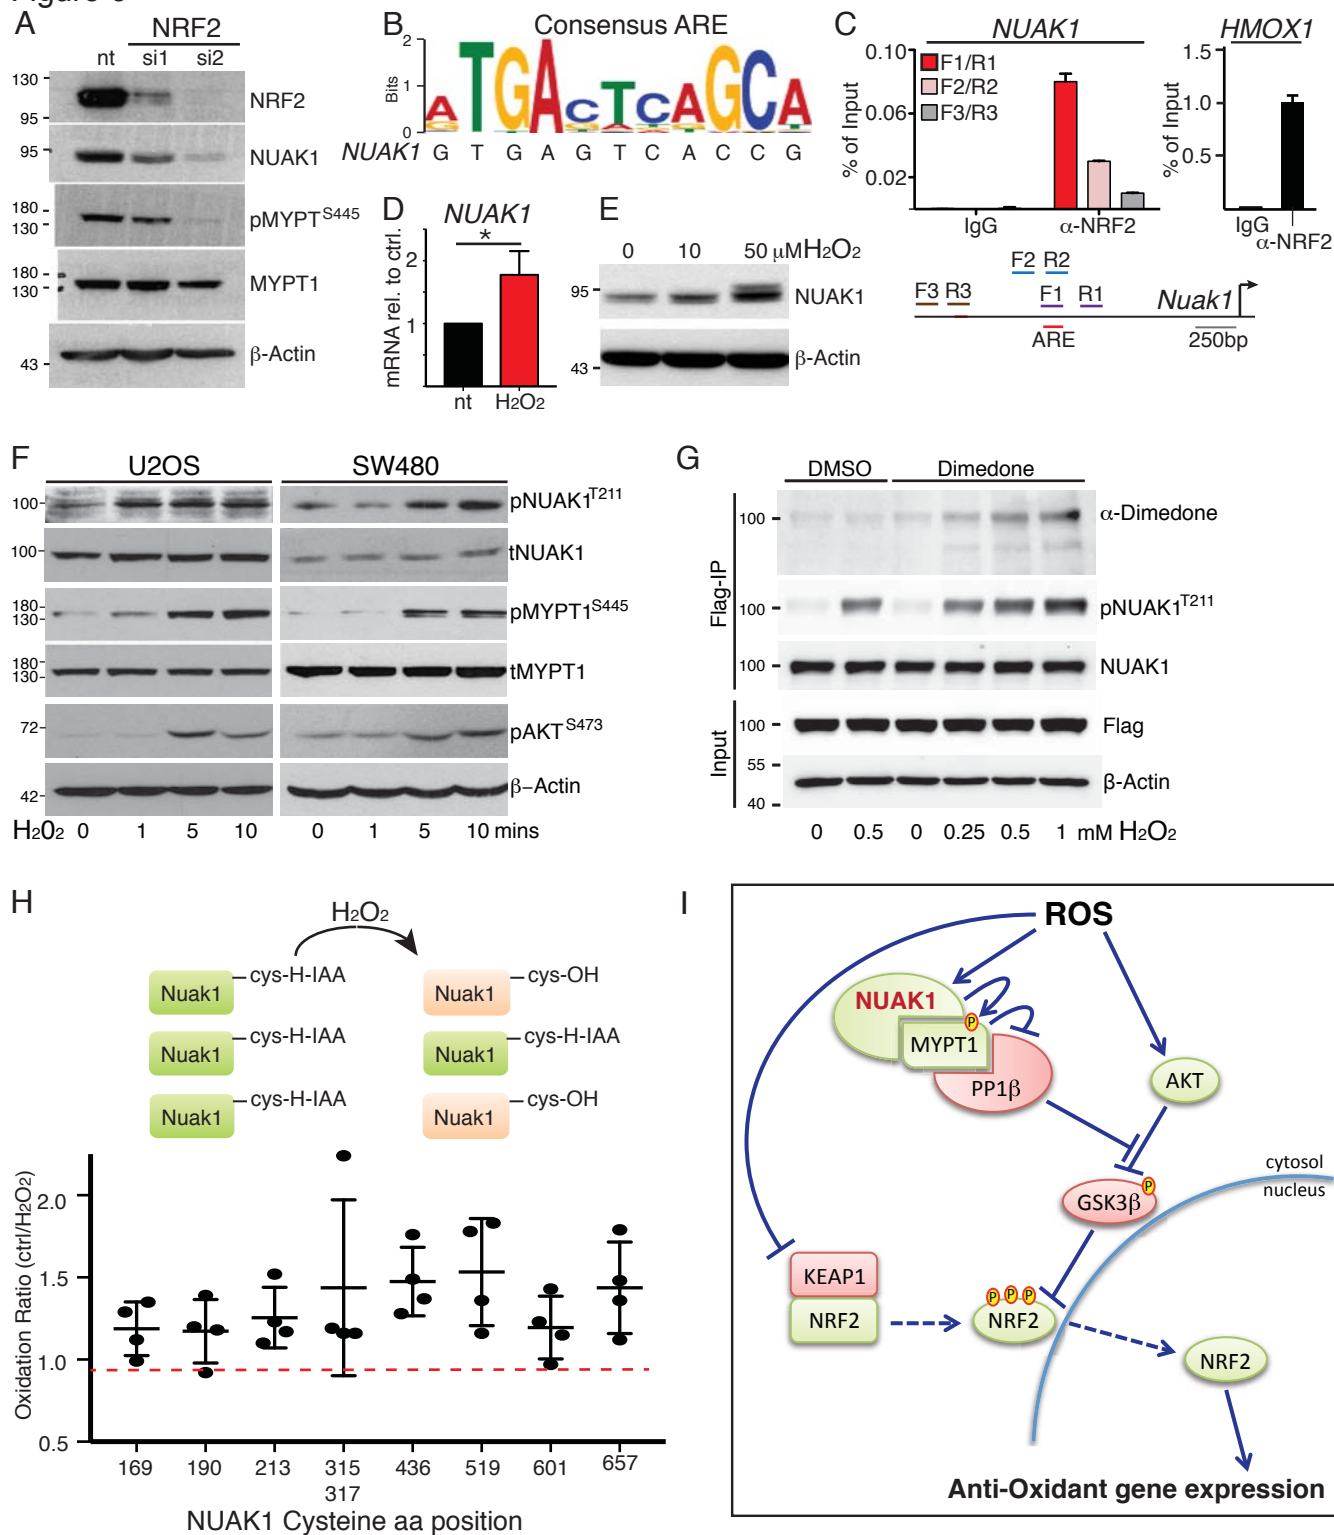 A
NRF2
nt si1 si2
130
95
NRF2
95
NUAK1
180
130
pMYPT S445
180
130
MYPT1
43
β-Actin
B
Consensus ARE
Bits
2
1
0
ATGACTCAGCA
NUAK1 G T G A G T C A C C G
C
NUAK1
% of Input
0.10
0.06
0.02
F1/R1
F2/R2
F3/R3
IgG α-NRF2
HMOX1
% of Input
1.5
1.0
0.5
IgG
α-NRF2
F2 R2
F3 R3 F1 R1 Nuak1
ARE 250bp
D
NUAK1
mRNA rel. to ctrl.
2
1
*
nt H2O2
E
0 10 50 μM H2O2
95
NUAK1
43
β-Actin
F
U2OS SW480
100
pNUAK1 T211
100
tNUAK1
180
130
pMYPT1 S445
180
130
tMYPT1
72
pAKT S473
42
β–Actin
H2O2 0 1 5 10 0 1 5 10 mins
G
DMSO Dimedone
Flag-IP
100
α-Dimedone
100
pNUAK1 T211
100
NUAK1
Input
100
Flag
55
40
β-Actin
0 0.5 0 0.25 0.5 1 mM H2O2
H
H2O2
Nuak1 cys-H-IAA Nuak1 cys-OH
Nuak1 cys-H-IAA Nuak1 cys-H-IAA
Nuak1 cys-H-IAA Nuak1 cys-OH
Oxidation Ratio (ctrl/H2O2)
2.0
1.5
1.0
0.5
169 190 213 315 436 519 601 657
317
NUAK1 Cysteine aa position
I
ROS
NUAK1
P
MYPT1
PP1β
AKT
cytosol
nucleus
P
GSK3β
KEAP1
NRF2
P P P
NRF2
NRF2
Anti-Oxidant gene expression